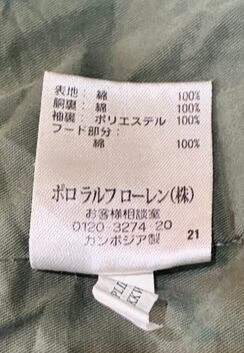 表地: 綿 100%
胴裏: 綿 100%
袖裏: ポリエステル 100%
フード部分:
綿 100%
ポロ ラルフ ローレン(株)
お客様相談室
0120-3274-20
カンボジア製 21